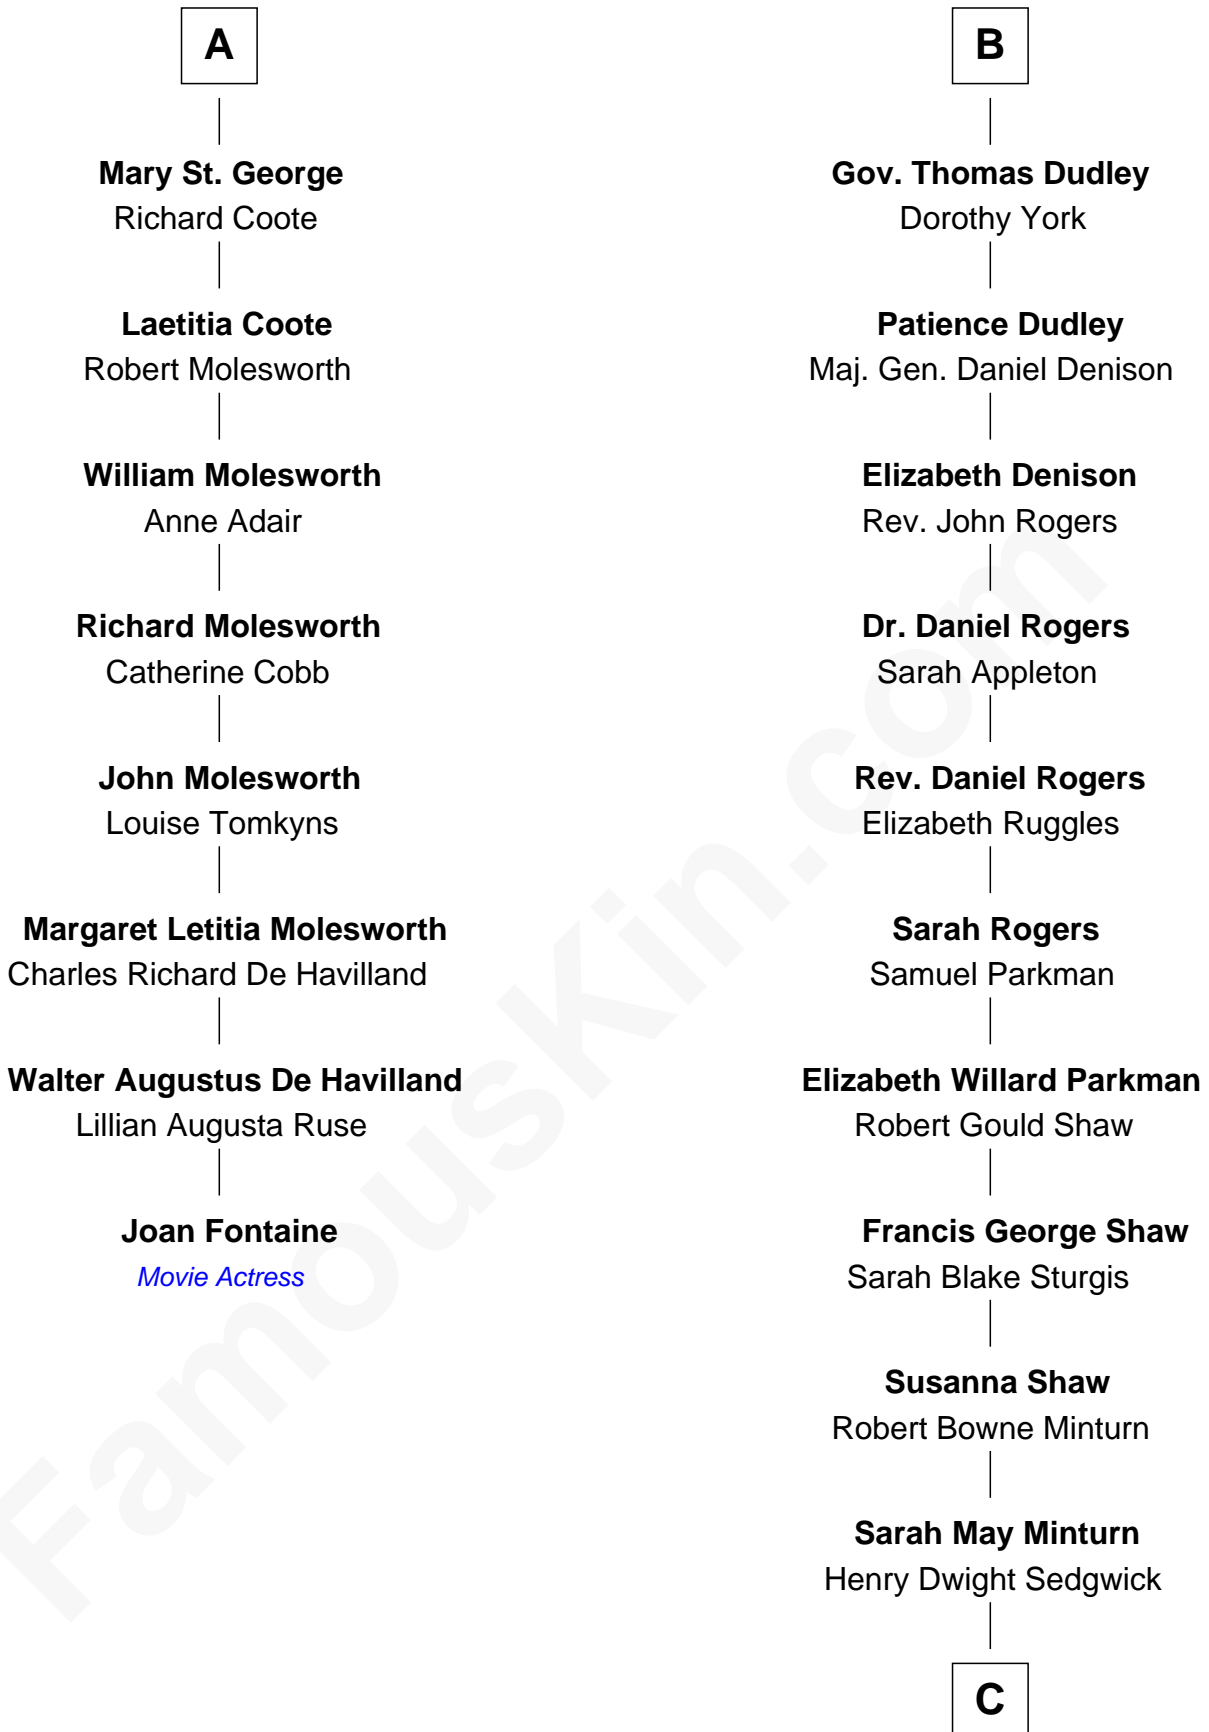 A
Mary St. George
Richard Coote
Laetitia Coote
Robert Molesworth
William Molesworth
Anne Adair
Richard Molesworth
Catherine Cobb
John Molesworth
Louise Tomkyns
Margaret Letitia Molesworth
Charles Richard De Havilland
Walter Augustus De Havilland
Lillian Augusta Ruse
Joan Fontaine
Movie Actress
B
Gov. Thomas Dudley
Dorothy York
Patience Dudley
Maj. Gen. Daniel Denison
Elizabeth Denison
Rev. John Rogers
Dr. Daniel Rogers
Sarah Appleton
Rev. Daniel Rogers
Elizabeth Ruggles
Sarah Rogers
Samuel Parkman
Elizabeth Willard Parkman
Robert Gould Shaw
Francis George Shaw
Sarah Blake Sturgis
Susanna Shaw
Robert Bowne Minturn
Sarah May Minturn
Henry Dwight Sedgwick
C
FamousKin.com